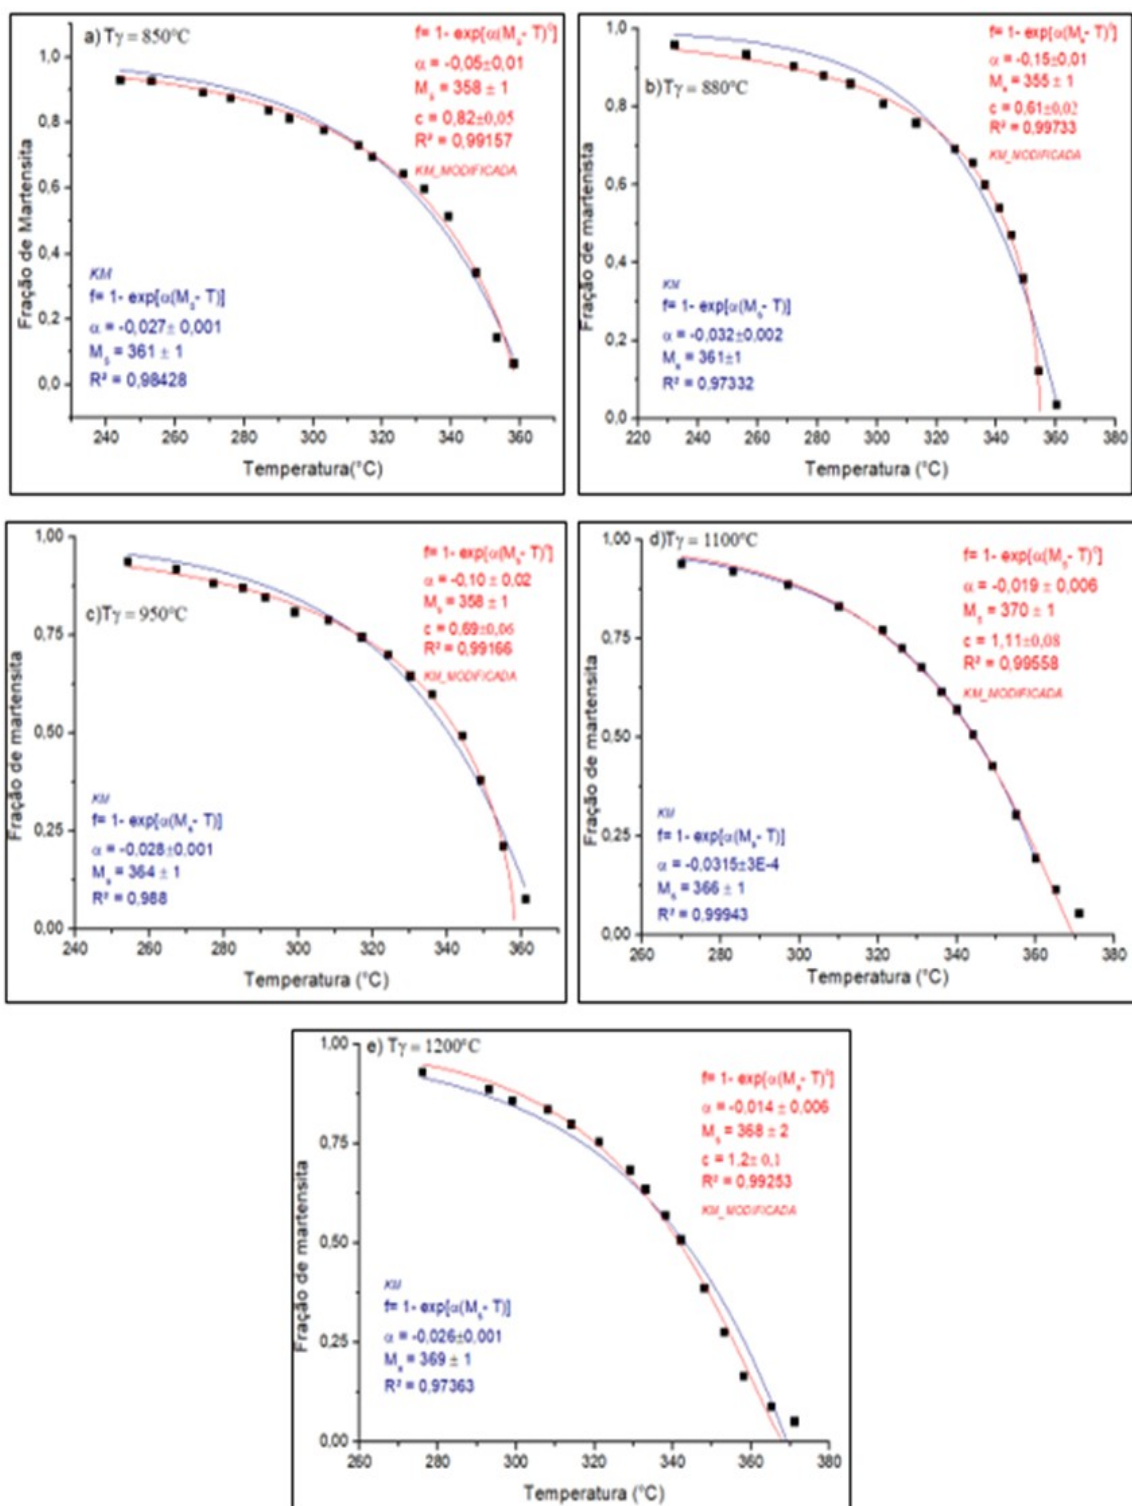 a) Tγ = 850°C
f= 1- exp[α(Mₛ- T)ᶜ]
α = -0,05±0,01
Mₛ = 358 ± 1
c = 0,82±0,05
R² = 0,99157
KM_MODIFICADA
KM
f= 1- exp[α(Mₛ- T)]
α = -0,027± 0,001
Mₛ = 361 ± 1
R² = 0,98428
Fração de Martensita
1,0
0,8
0,6
0,4
0,2
0,0
240 260 280 300 320 340 360
Temperatura(°C)
b) Tγ = 880°C
f= 1- exp[α(Mₛ- T)ᶜ]
α = -0,15±0,01
Mₛ = 355 ± 1
c = 0,61±0,02
R² = 0,99733
KM_MODIFICADA
KM
f= 1- exp[α(Mₛ- T)]
α = -0,032±0,002
Mₛ = 361±1
R² = 0,97332
Fração de martenista
1,0
0,8
0,6
0,4
0,2
0,0
220 240 260 280 300 320 340 360 380
Temperatura (°C)
c) Tγ = 950°C
f= 1- exp[α(Mₛ- T)ᶜ]
α = -0,10 ± 0,02
Mₛ = 358 ± 1
c = 0,69±0,06
R² = 0,99166
KM_MODIFICADA
KM
f= 1- exp[α(Mₛ- T)]
α = -0,028±0,001
Mₛ = 364 ± 1
R² = 0,988
Fração de martensita
1,00
0,75
0,50
0,25
0,00
240 260 280 300 320 340 360
Temperatura (°C)
d)Tγ = 1100°C
f= 1- exp[α(Mₛ- T)ᶜ]
α = -0,019 ± 0,006
Mₛ = 370 ± 1
c = 1,11±0,08
R² = 0,99558
KM_MODIFICADA
KM
f= 1- exp[α(Mₛ- T)]
α = -0,0315±3E-4
Mₛ = 366 ± 1
R² = 0,99943
Fração de martensita
1,00
0,75
0,50
0,25
0,00
260 280 300 320 340 360 380
Temperatura (°C)
e) Tγ = 1200°C
f= 1- exp[α(Mₛ- T)ᶜ]
α = -0,014 ± 0,006
Mₛ = 368 ± 2
c = 1,2± 0,1
R² = 0,99253
KM_MODIFICADA
KM
f= 1- exp[α(Mₛ- T)]
α = -0,026±0,001
Mₛ = 369 ± 1
R² = 0,97363
Fração de martensita
1,00
0,75
0,50
0,25
0,00
260 280 300 320 340 360 380
Temperatura (°C)